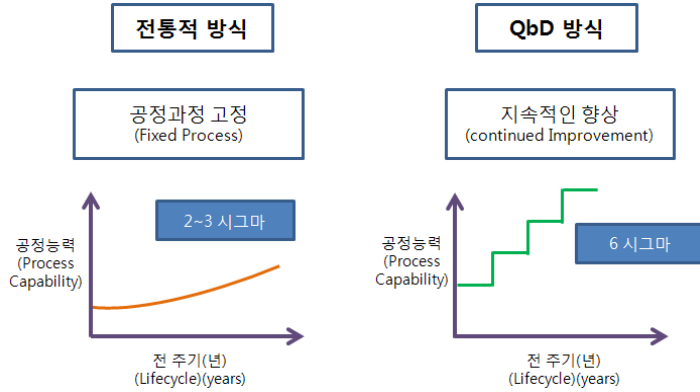 전통적 방식
공정과정 고정
(Fixed Process)
2~3 시그마
공정능력
(Process
Capability)
전 주기(년)
(Lifecycle)(years)
QbD 방식
지속적인 향상
(continued Improvement)
6 시그마
공정능력
(Process
Capability)
전 주기(년)
(Lifecycle)(years)